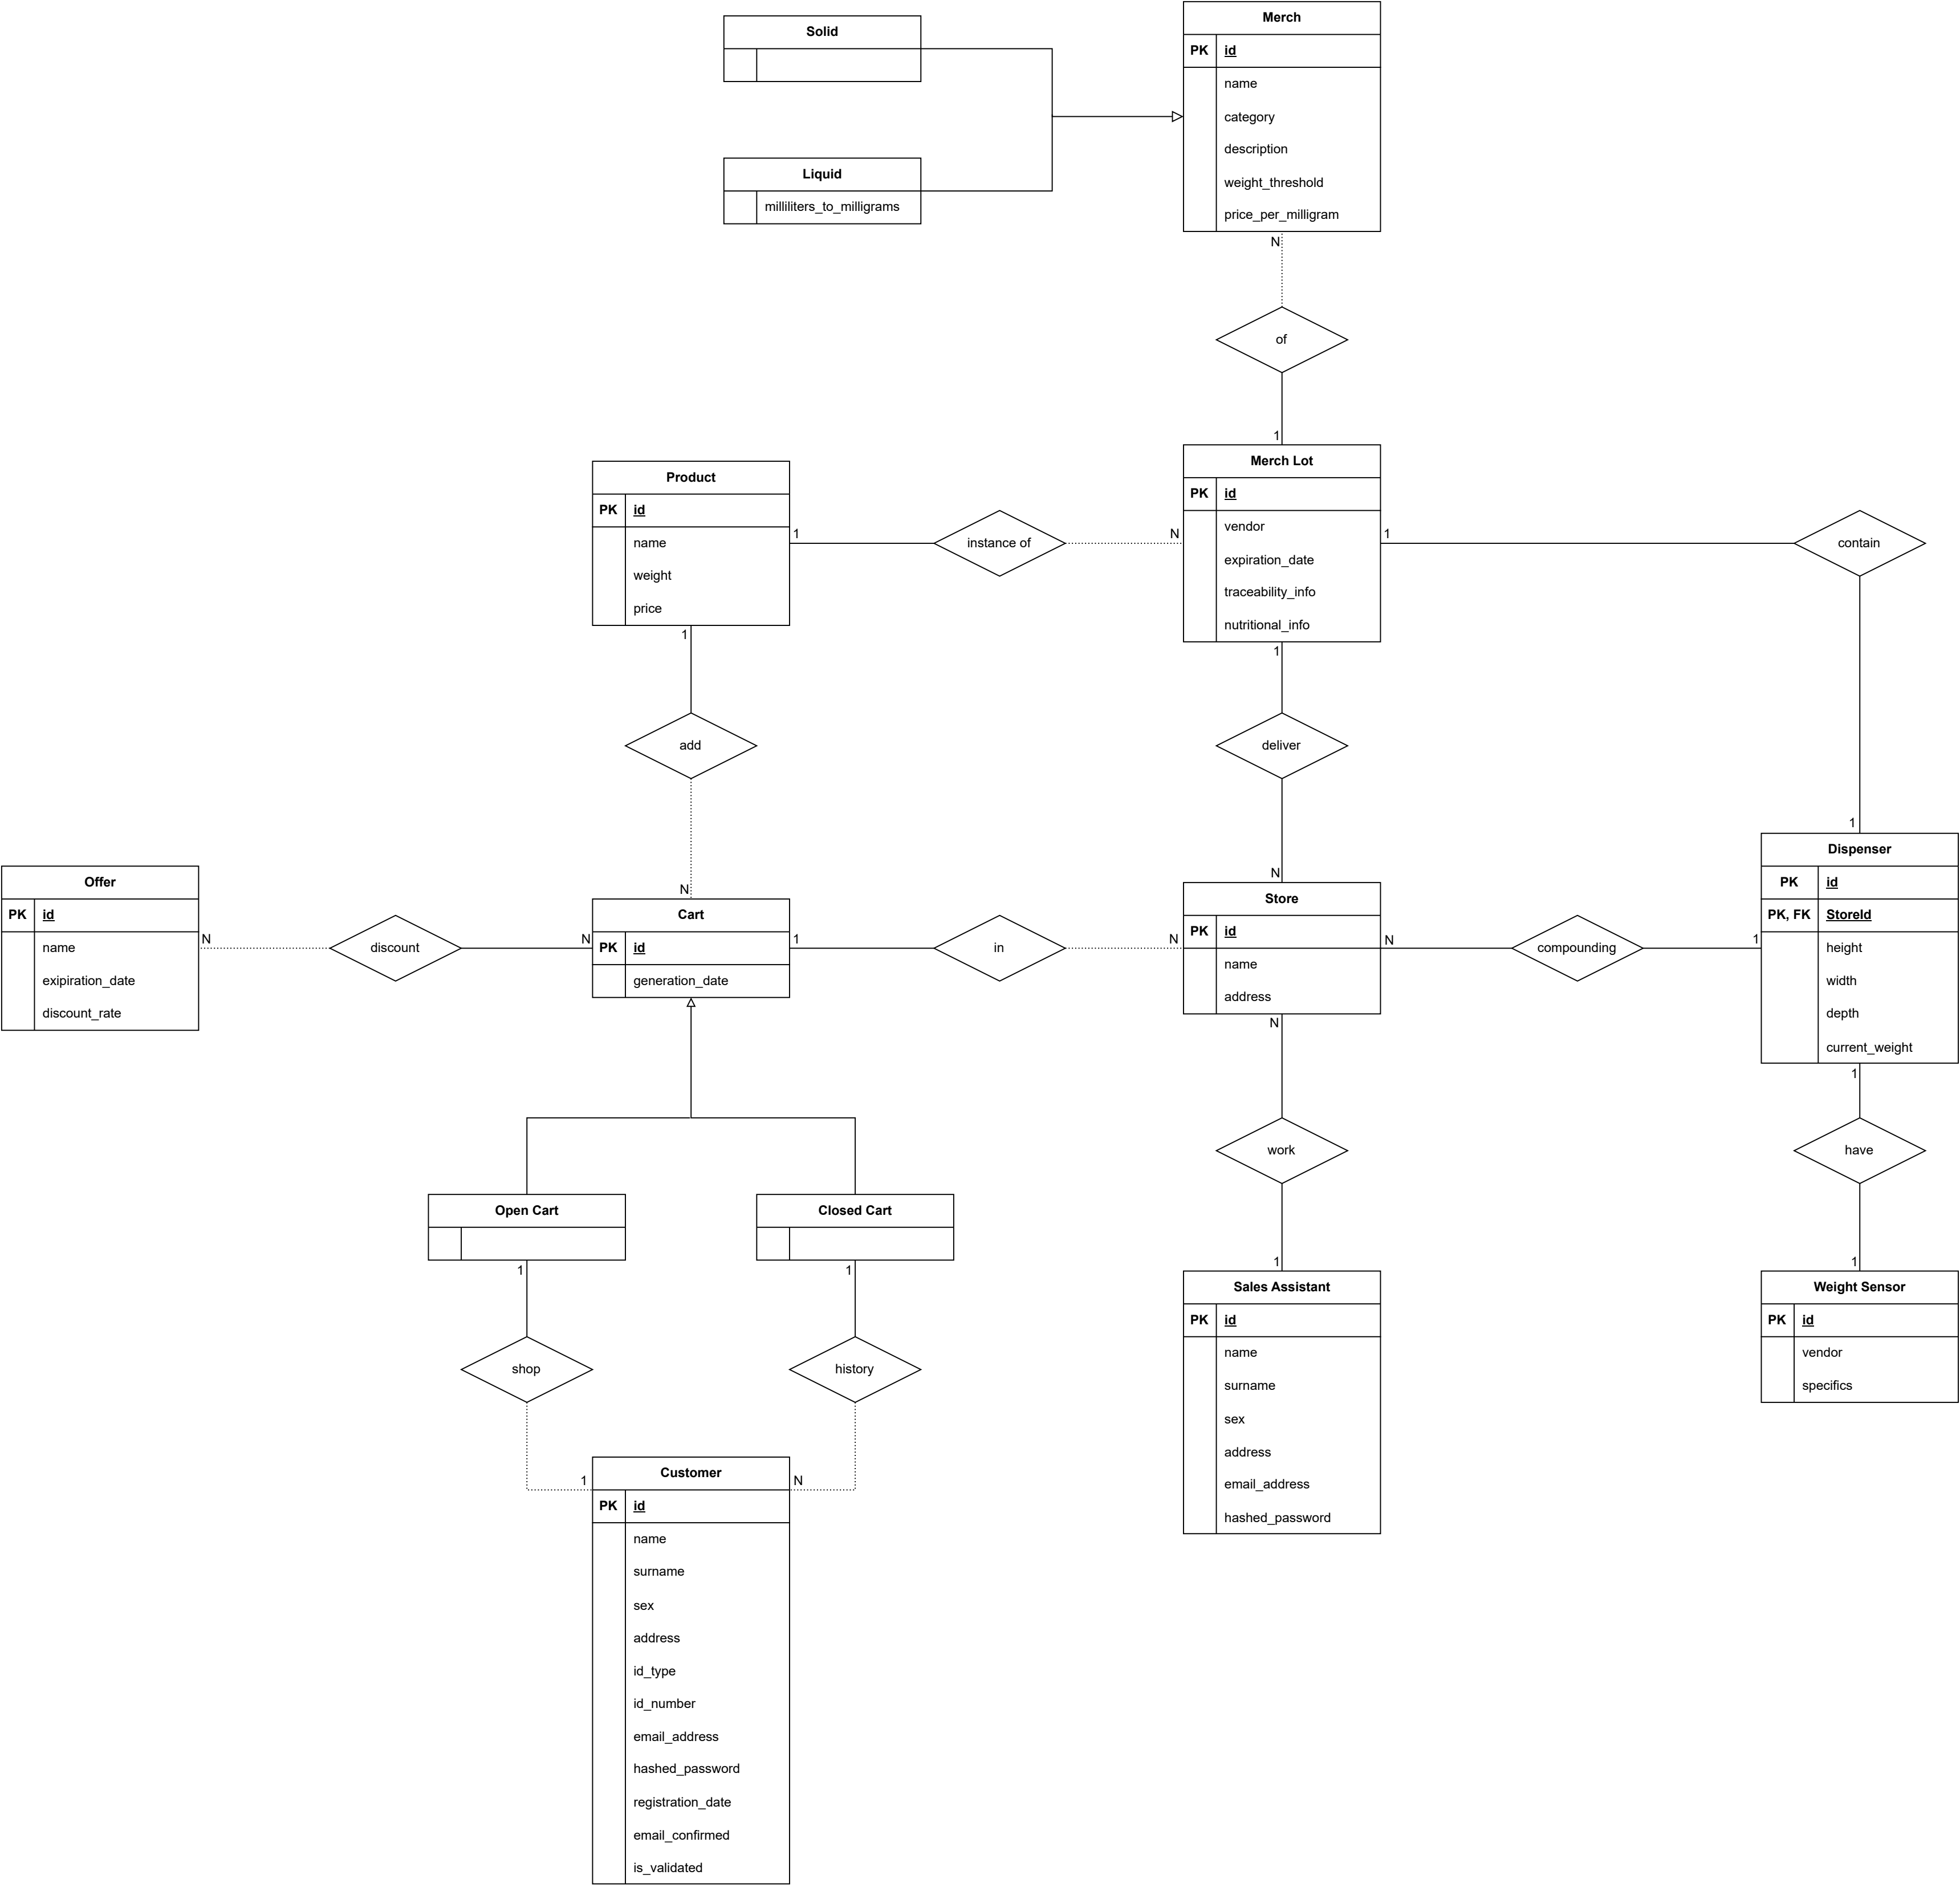 Solid
Merch
PK id
name
category
description
weight_threshold
price_per_milligram
Liquid
milliliters_to_milligrams
N
of
1
Merch Lot
PK id
vendor
expiration_date
traceability_info
nutritional_info
Product
PK id
name
weight
price
1
instance of
N
1
contain
1
1
add
N
1
deliver
N
Offer
PK id
name
exipiration_date
discount_rate
N
discount
N
Cart
PK id
generation_date
1
in
N
Store
PK id
name
address
N
compounding
1
Dispenser
PK id
PK, FK StoreId
height
width
depth
current_weight
N
work
1
1
have
1
Open Cart
Closed Cart
1
shop
1
1
history
N
Sales Assistant
PK id
name
surname
sex
address
email_address
hashed_password
Weight Sensor
PK id
vendor
specifics
Customer
PK id
name
surname
sex
address
id_type
id_number
email_address
hashed_password
registration_date
email_confirmed
is_validated